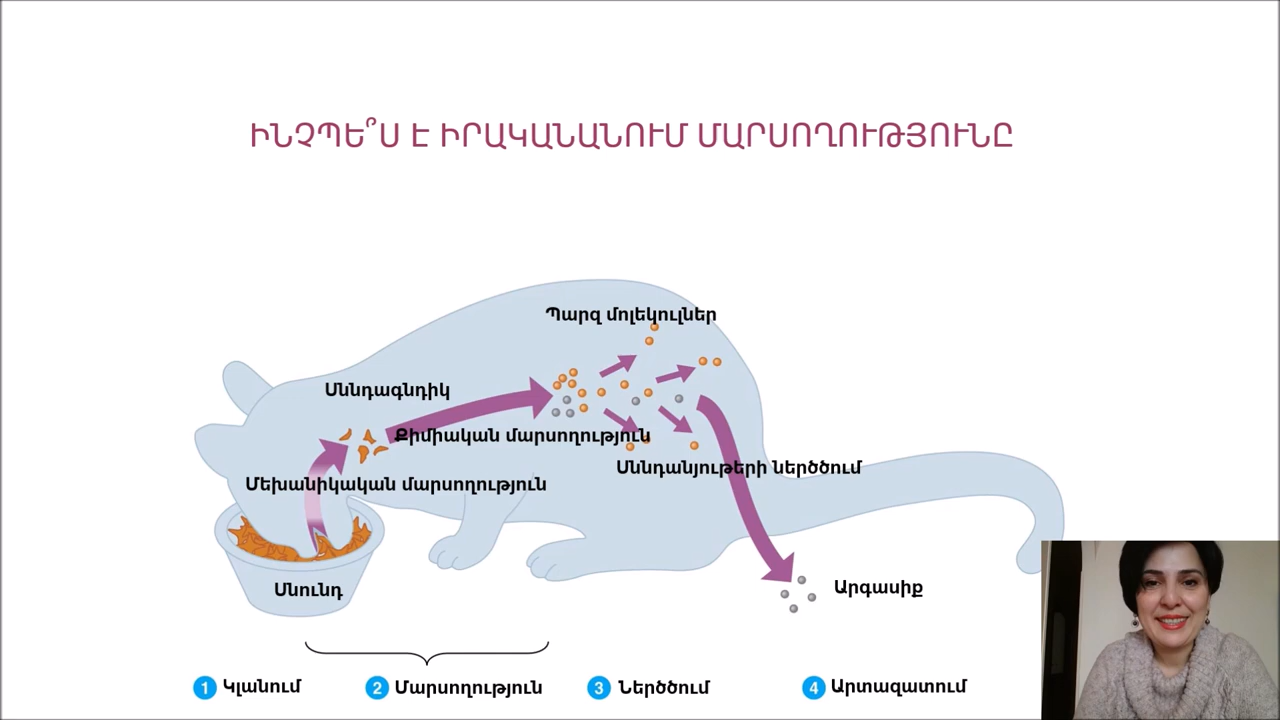 ԻՆՉՊԵ՞Ս Է ԻՐԱԿԱՆԱՆՈՒՄ ՄԱՐՍՈՂՈՒԹՅՈՒՆԸ
Պարզ մոլեկուլներ
Սննդագնդիկ
Քիմիական մարսողություն
Սննդանյութերի ներծծում
Մեխանիկական մարսողություն
Սնունդ
Արգասիք
1 Կլանում
2 Մարսողություն
3 Ներծծում
4 Արտազատում